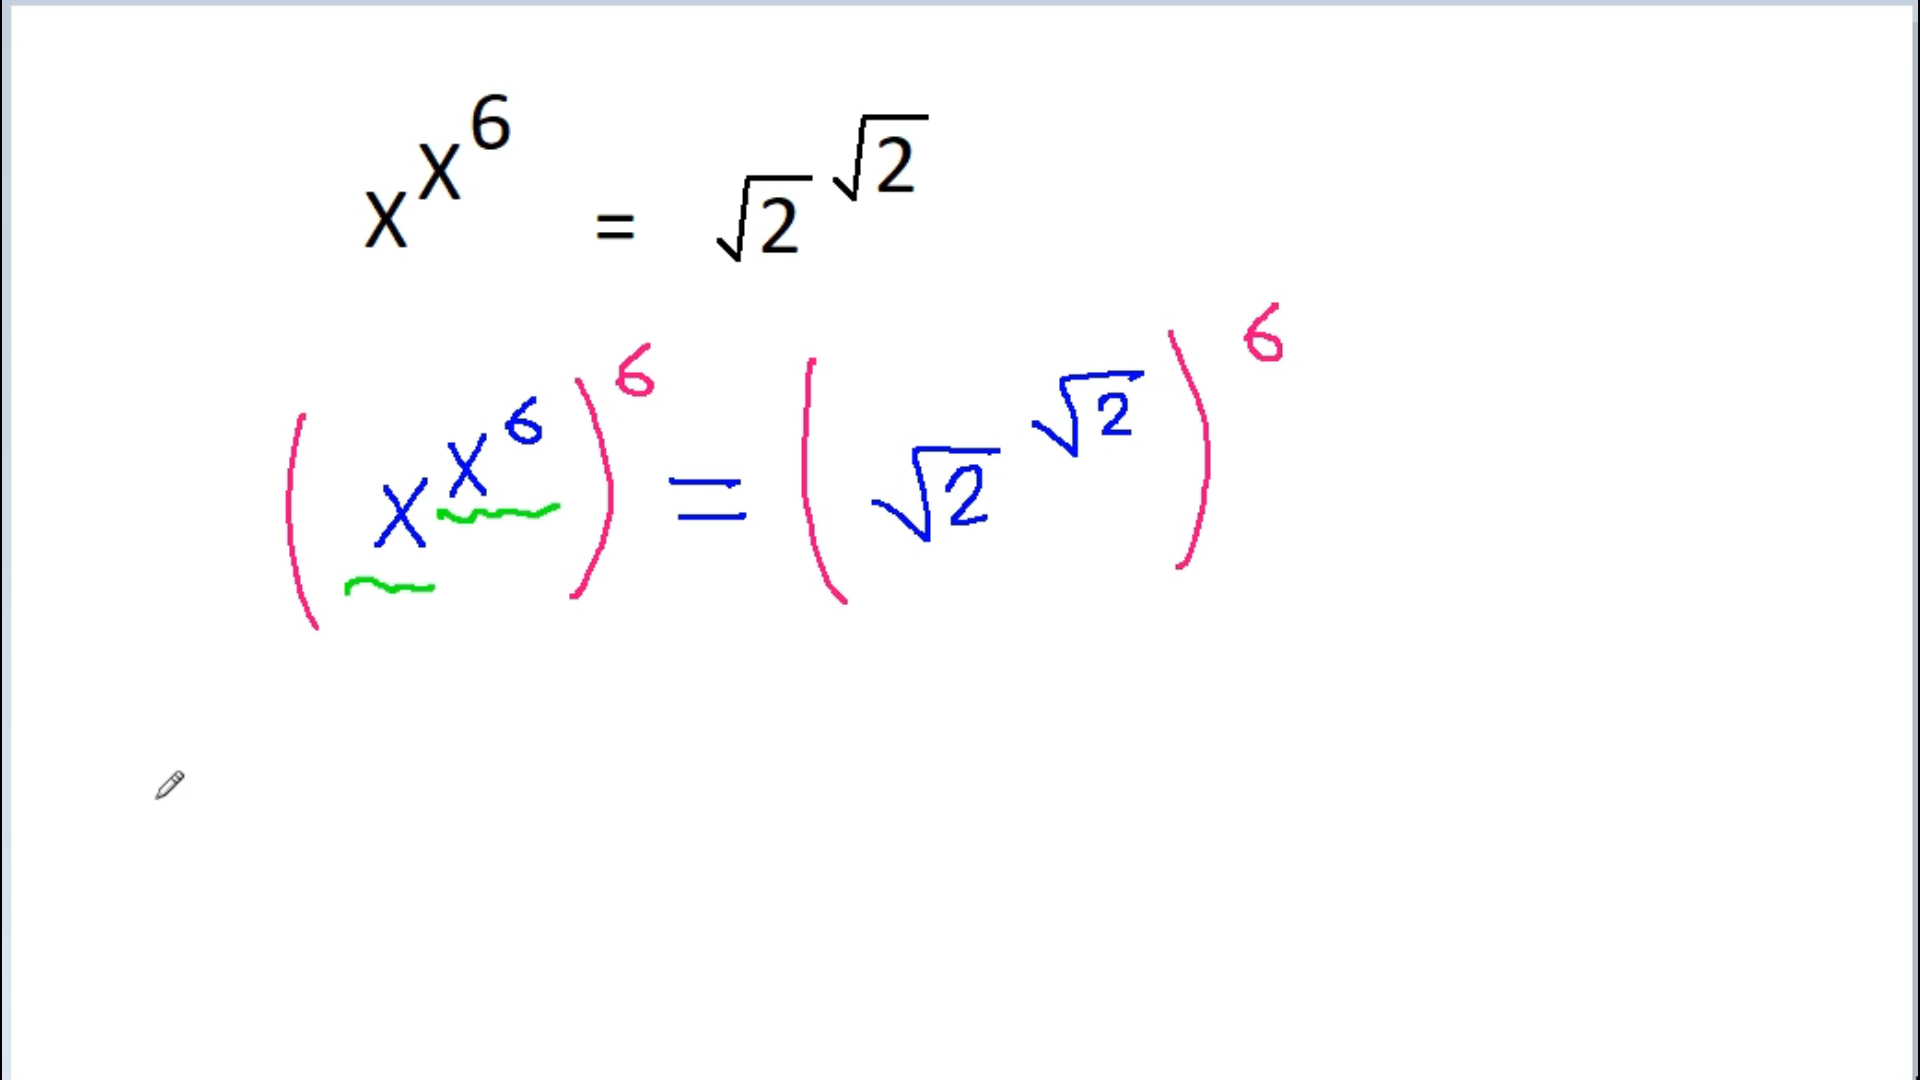 x^{x^6} = √2^{√2}
(x^{x^6})^6 = (√2^{√2})^6